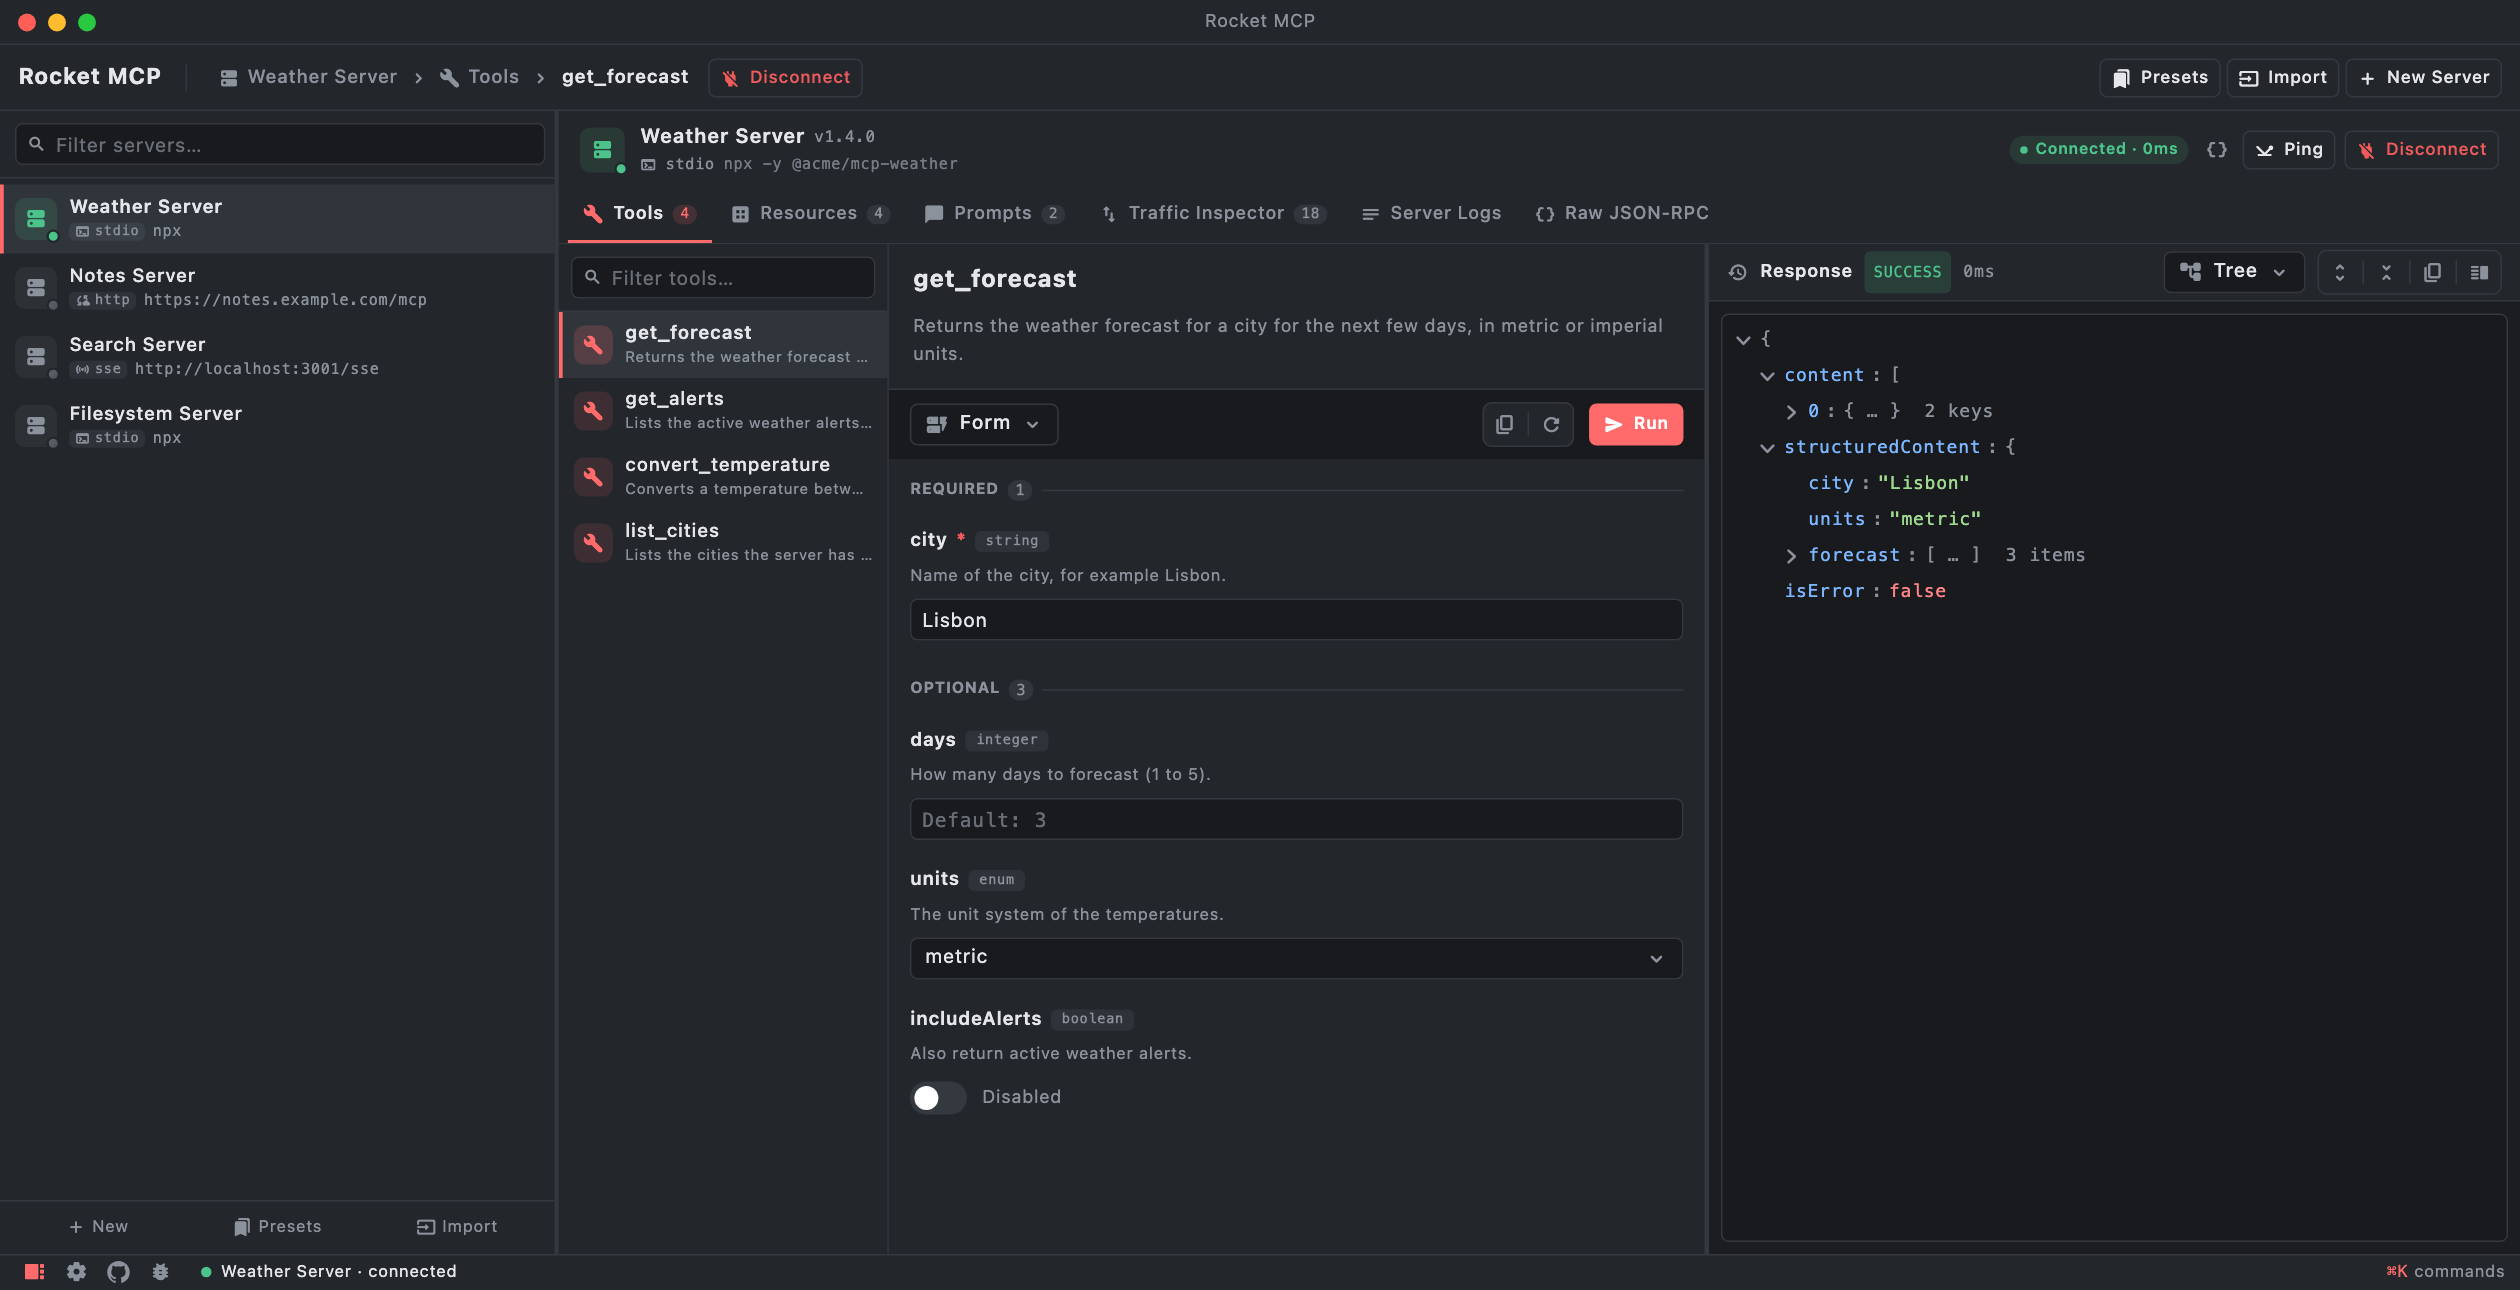 Rocket MCP
Rocket MCP
Weather Server › Tools › get_forecast
Disconnect
Presets
Import
+ New Server
Filter servers…
Weather Server
stdio npx
Notes Server
http https://notes.example.com/mcp
Search Server
sse http://localhost:3001/sse
Filesystem Server
stdio npx
+ New
Presets
Import
Weather Server v1.4.0
stdio npx -y @acme/mcp-weather
Connected · 0ms
{}
Ping
Disconnect
Tools 4
Resources 4
Prompts 2
Traffic Inspector 18
Server Logs
{} Raw JSON-RPC
Filter tools…
get_forecast
Returns the weather forecast …
get_alerts
Lists the active weather alerts…
convert_temperature
Converts a temperature betw…
list_cities
Lists the cities the server has …
get_forecast
Returns the weather forecast for a city for the next few days, in metric or imperial
units.
Form
Run
REQUIRED 1
city * string
Name of the city, for example Lisbon.
Lisbon
OPTIONAL 3
days integer
How many days to forecast (1 to 5).
Default: 3
units enum
The unit system of the temperatures.
metric
includeAlerts boolean
Also return active weather alerts.
Disabled
Response SUCCESS 0ms
Tree
{
content : [
0 : { … } 2 keys
structuredContent : {
city : "Lisbon"
units : "metric"
forecast : [ … ] 3 items
isError : false
Weather Server · connected
⌘K commands